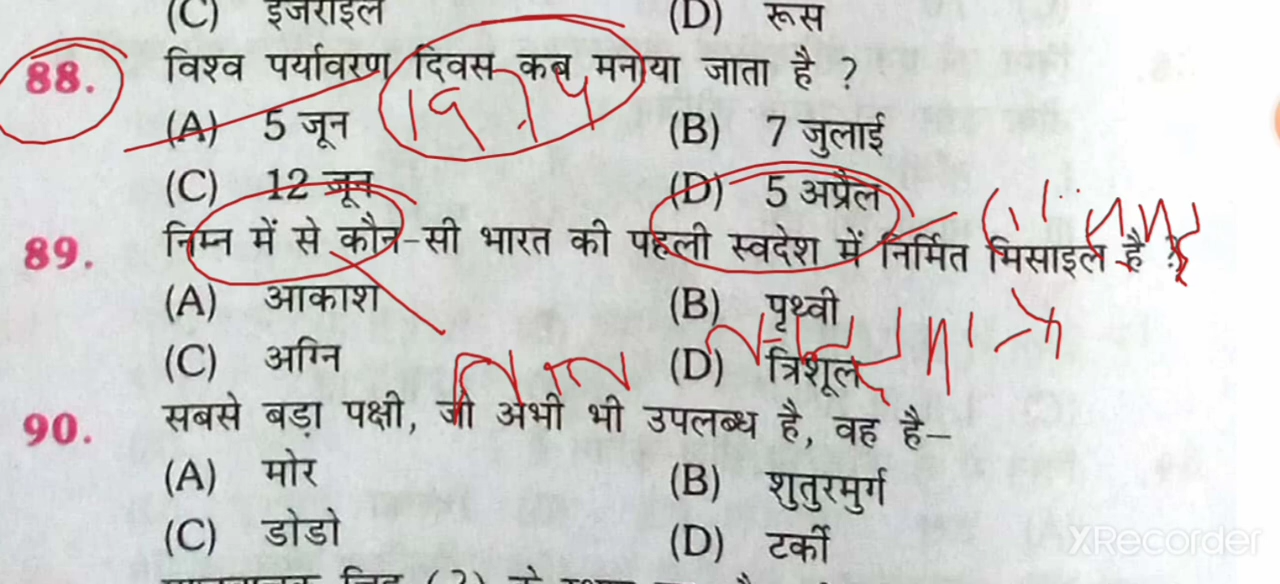 (C) इजराइल (D) रूस
88. विश्व पर्यावरण दिवस कब मनाया जाता है ?
1974
(A) 5 जून (B) 7 जुलाई
(C) 12 जून (D) 5 अप्रैल
89. निम्न में से कौन-सी भारत की पहली स्वदेश में निर्मित मिसाइल है ?
(A) आकाश (B) पृथ्वी
(C) अग्नि (D) त्रिशूल
90. सबसे बड़ा पक्षी, जो अभी भी उपलब्ध है, वह है–
(A) मोर (B) शुतुरमुर्ग
(C) डोडो (D) टर्की
XRecorder